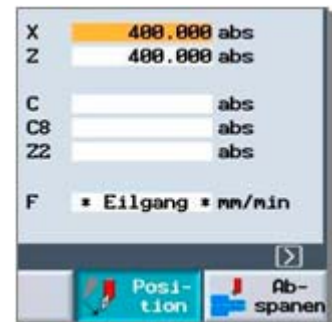 X 400.000 abs
Z 400.000 abs
C abs
C8 abs
Z2 abs
F * Eilgang * mm/min
Posi-
tion
Ab-
spanen